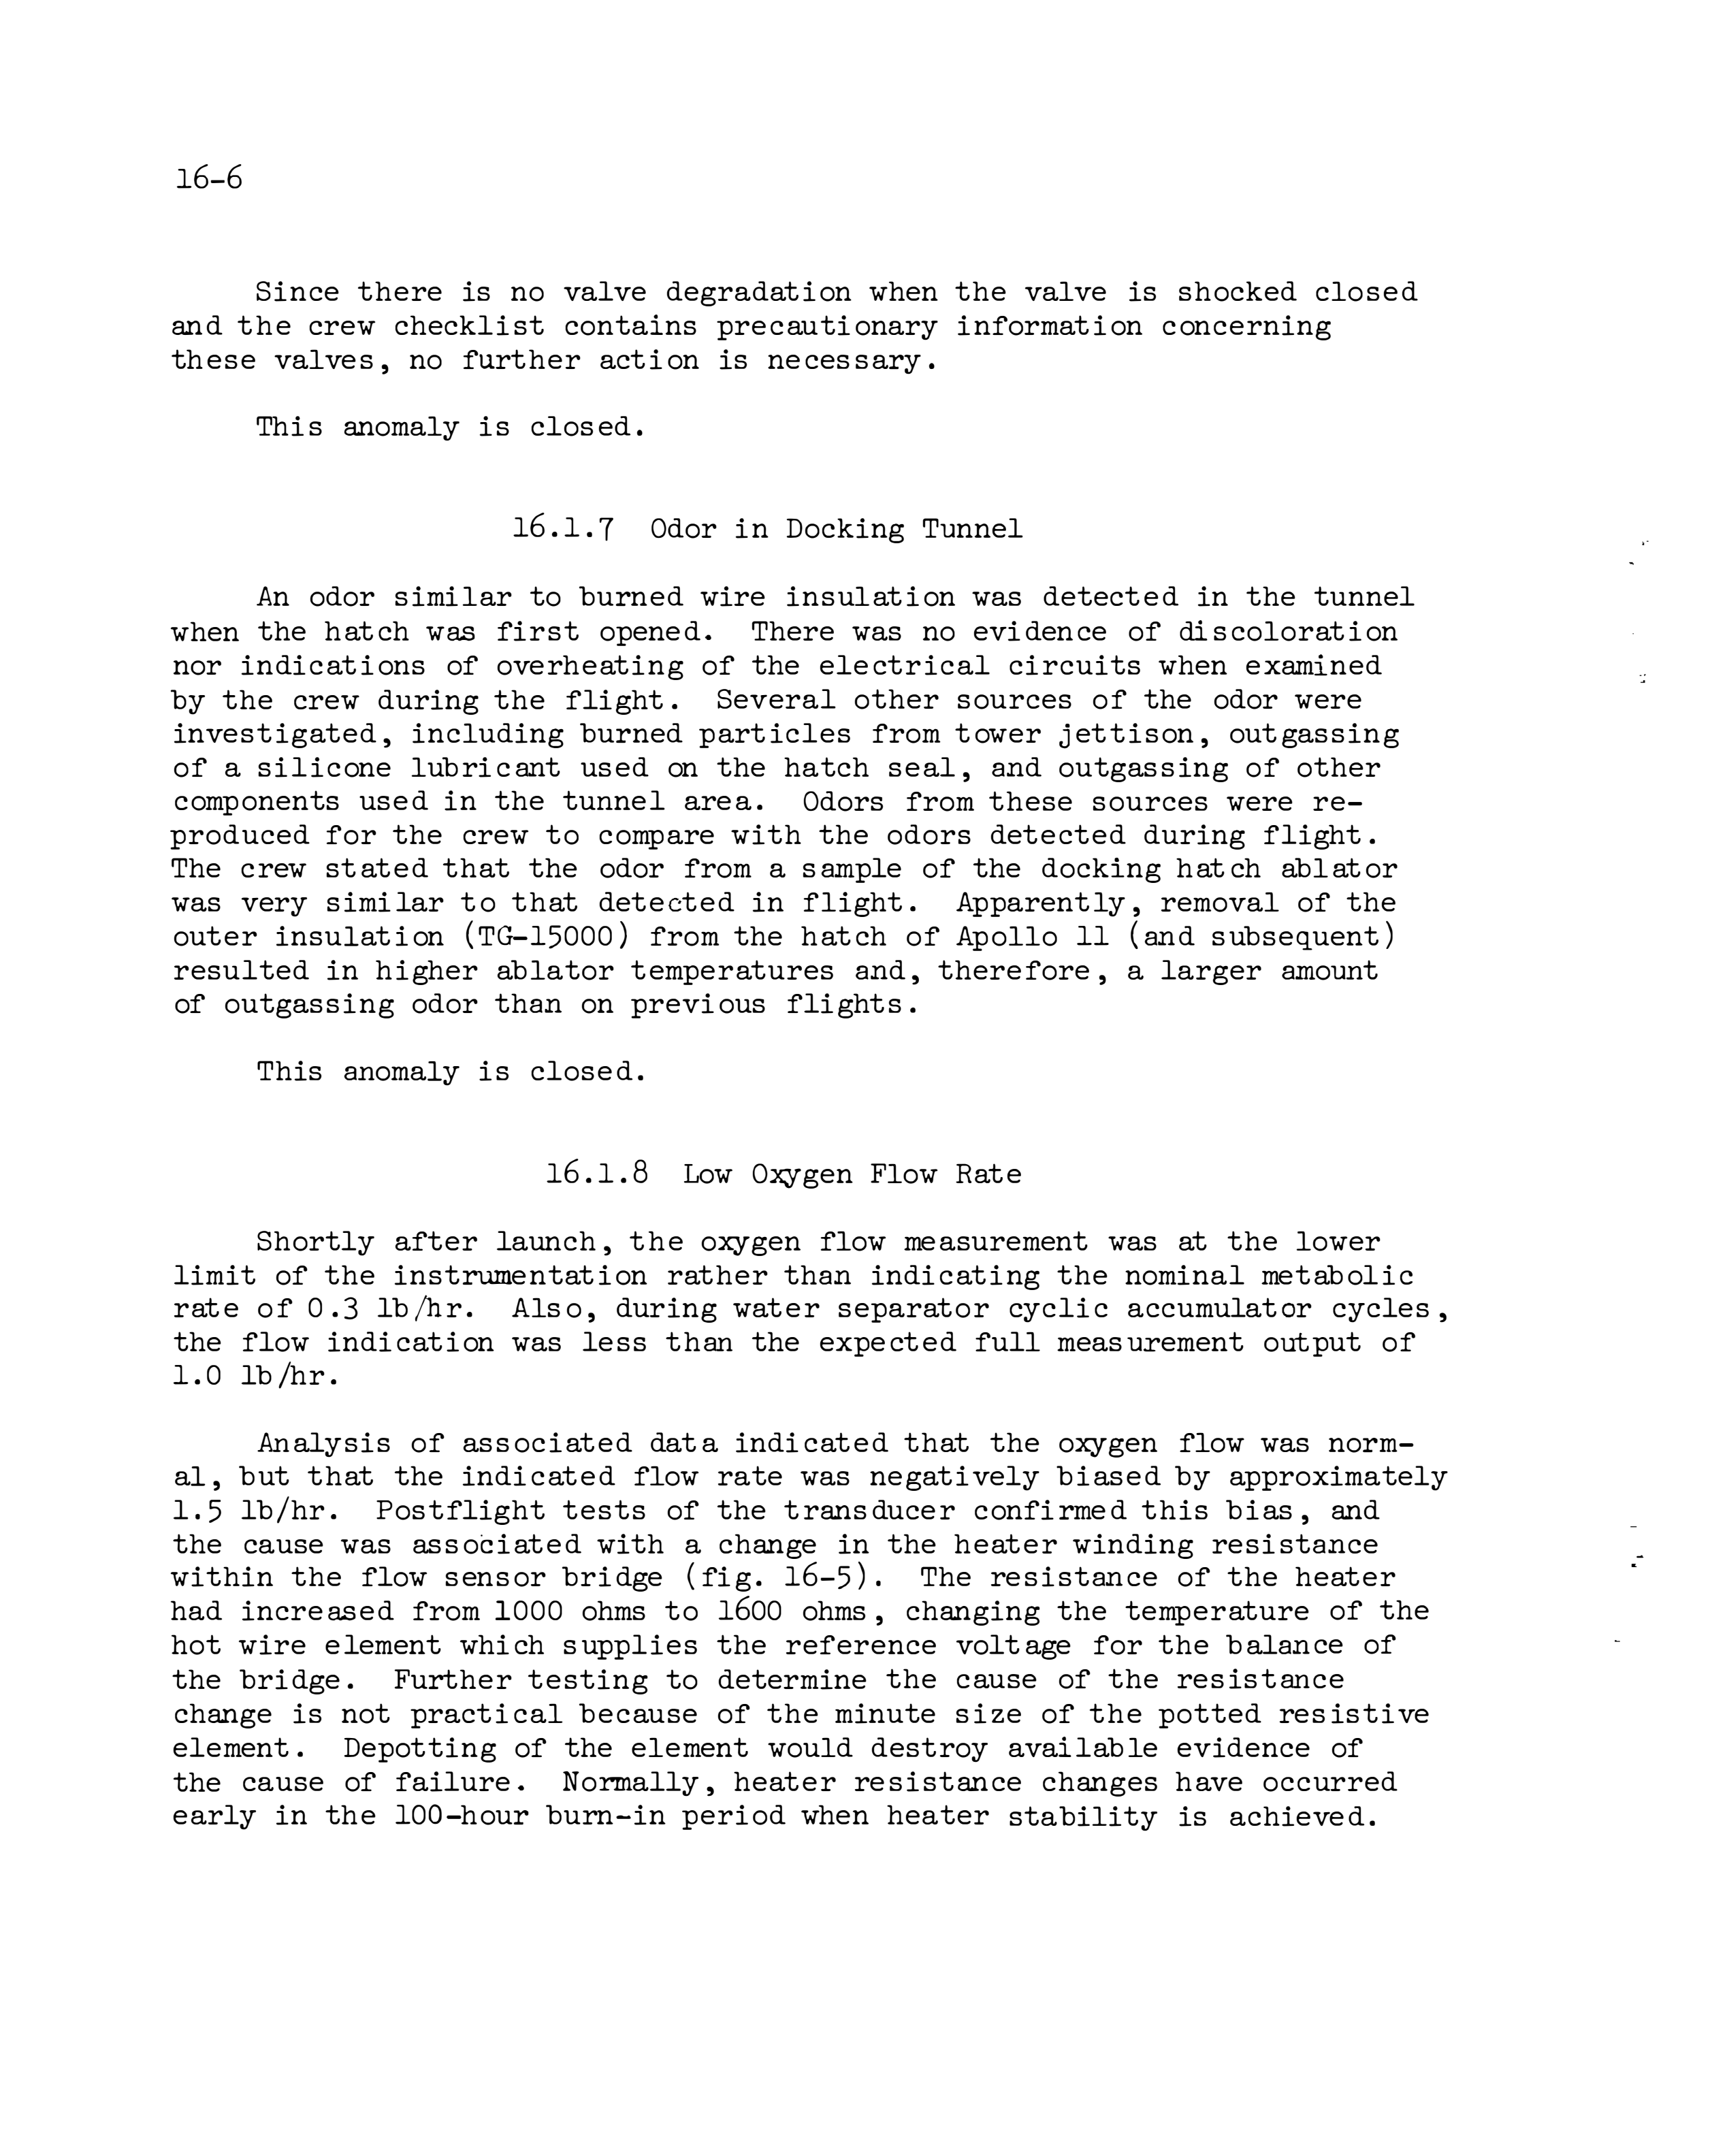 16-6
Since there is no valve degradation when the valve is shocked closed
and the crew checklist contains precautionary information concerning
these valves, no further action is necessary.
This anomaly is closed.
16.1.7 Odor in Docking Tunnel
An odor similar to burned wire insulation was detected in the tunnel
when the hatch was first opened. There was no evidence of discoloration
nor indications of overheating of the electrical circuits when examined
by the crew during the flight. Several other sources of the odor were
investigated, including burned particles from tower jettison, outgassing
of a silicone lubricant used on the hatch seal, and outgassing of other
components used in the tunnel area. Odors from these sources were re-
produced for the crew to compare with the odors detected during flight.
The crew stated that the odor from a sample of the docking hatch ablator
was very similar to that detected in flight. Apparently, removal of the
outer insulation (TG-15000) from the hatch of Apollo 11 (and subsequent)
resulted in higher ablator temperatures and, therefore, a larger amount
of outgassing odor than on previous flights.
This anomaly is closed.
16.1.8 Low Oxygen Flow Rate
Shortly after launch, the oxygen flow measurement was at the lower
limit of the instrumentation rather than indicating the nominal metabolic
rate of 0.3 lb/hr. Also, during water separator cyclic accumulator cycles,
the flow indication was less than the expected full measurement output of
1.0 lb/hr.
Analysis of associated data indicated that the oxygen flow was norm-
al, but that the indicated flow rate was negatively biased by approximately
1.5 lb/hr. Postflight tests of the transducer confirmed this bias, and
the cause was associated with a change in the heater winding resistance
within the flow sensor bridge (fig. 16-5). The resistance of the heater
had increased from 1000 ohms to 1600 ohms, changing the temperature of the
hot wire element which supplies the reference voltage for the balance of
the bridge. Further testing to determine the cause of the resistance
change is not practical because of the minute size of the potted resistive
element. Depotting of the element would destroy available evidence of
the cause of failure. Normally, heater resistance changes have occurred
early in the 100-hour burn-in period when heater stability is achieved.